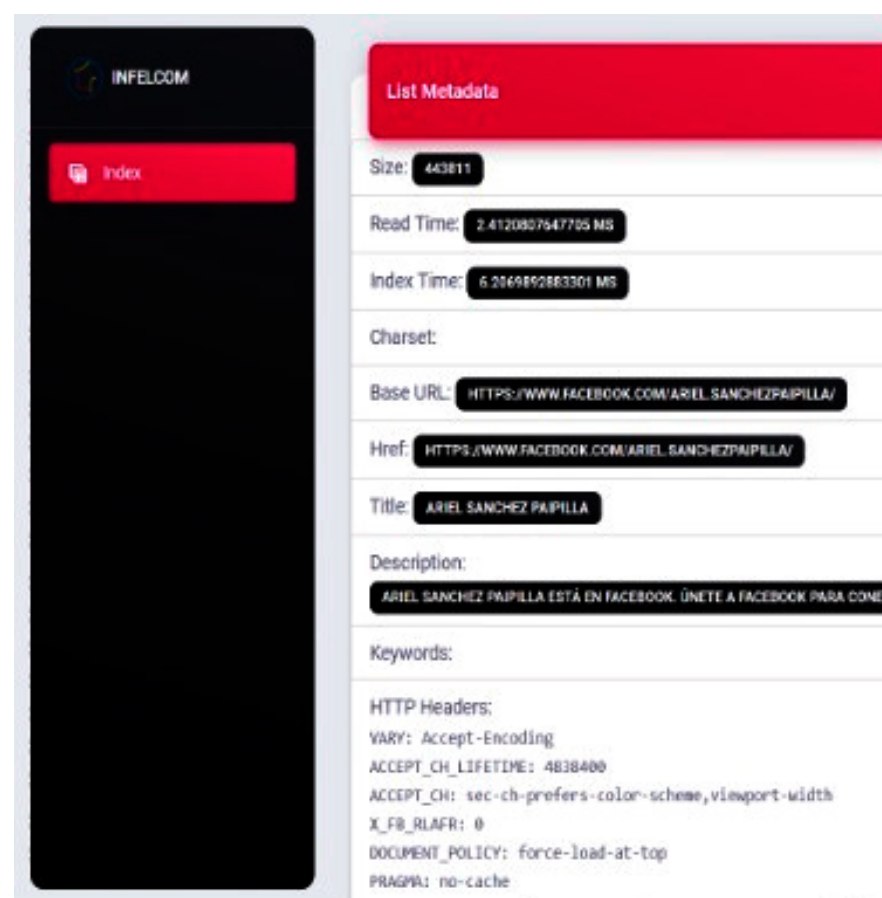 INFELCOM
Index
List Metadata
Size: 443811
Read Time: 2.4120807647705 MS
Index Time: 6.2069892883301 MS
Charset:
Base URL: HTTPS://WWW.FACEBOOK.COM/ARIEL.SANCHEZPAIPILLA/
Href: HTTPS://WWW.FACEBOOK.COM/ARIEL.SANCHEZPAIPILLA/
Title: ARIEL SANCHEZ PAIPILLA
Description:
ARIEL SANCHEZ PAIPILLA ESTÁ EN FACEBOOK. ÚNETE A FACEBOOK PARA CONE
Keywords:
HTTP Headers:
VARY: Accept-Encoding
ACCEPT_CH_LIFETIME: 4838400
ACCEPT_CH: sec-ch-prefers-color-scheme,viewport-width
X_FB_RLAFR: 0
DOCUMENT_POLICY: force-load-at-top
PRAGMA: no-cache